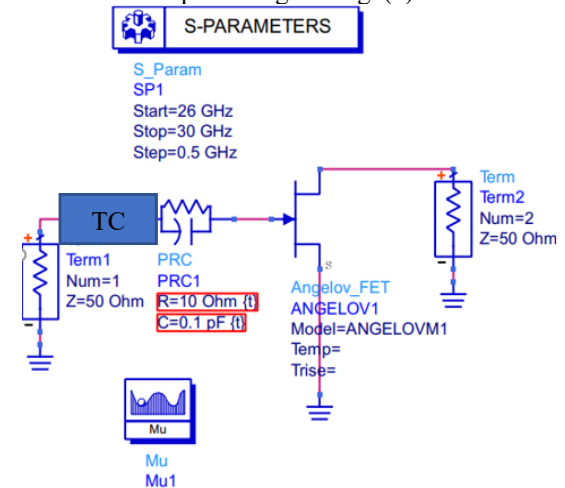 S-PARAMETERS
S_Param
SP1
Start=26 GHz
Stop=30 GHz
Step=0.5 GHz
TC
+
Term1
Num=1
Z=50 Ohm
-
PRC
PRC1
R=10 Ohm {t}
C=0.1 pF {t}
s
Angelov_FET
ANGELOV1
Model=ANGELOVM1
Temp=
Trise=
+
Term
Term2
Num=2
Z=50 Ohm
-
Mu
Mu
Mu1